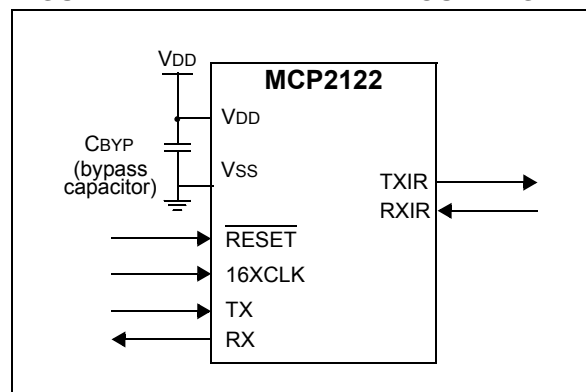 VDD
MCP2122
VDD
CBYP
(bypass
capacitor)
VSS
TXIR
RXIR
RESET
16XCLK
TX
RX